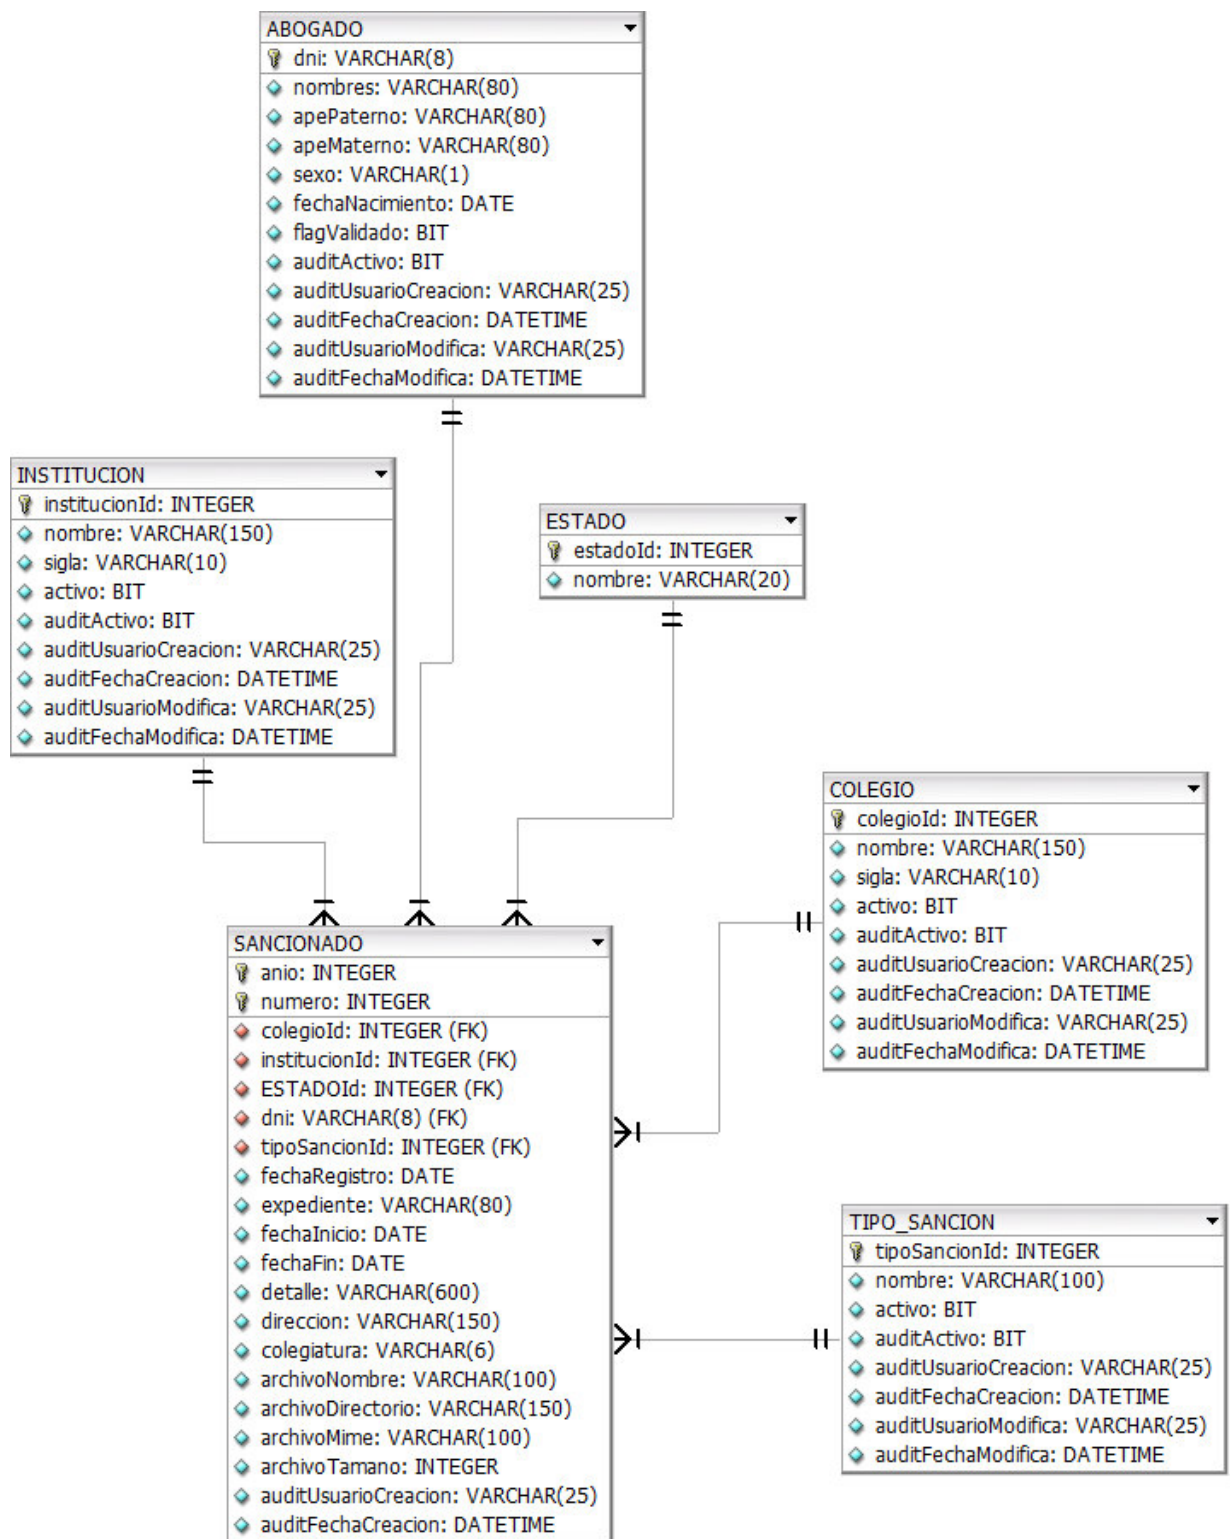 ABOGADO
dni: VARCHAR(8)
nombres: VARCHAR(80)
apePaterno: VARCHAR(80)
apeMaterno: VARCHAR(80)
sexo: VARCHAR(1)
fechaNacimiento: DATE
flagValidado: BIT
auditActivo: BIT
auditUsuarioCreacion: VARCHAR(25)
auditFechaCreacion: DATETIME
auditUsuarioModifica: VARCHAR(25)
auditFechaModifica: DATETIME
INSTITUCION
institucionId: INTEGER
nombre: VARCHAR(150)
sigla: VARCHAR(10)
activo: BIT
auditActivo: BIT
auditUsuarioCreacion: VARCHAR(25)
auditFechaCreacion: DATETIME
auditUsuarioModifica: VARCHAR(25)
auditFechaModifica: DATETIME
ESTADO
estadoId: INTEGER
nombre: VARCHAR(20)
COLEGIO
colegioId: INTEGER
nombre: VARCHAR(150)
sigla: VARCHAR(10)
activo: BIT
auditActivo: BIT
auditUsuarioCreacion: VARCHAR(25)
auditFechaCreacion: DATETIME
auditUsuarioModifica: VARCHAR(25)
auditFechaModifica: DATETIME
SANCIONADO
anio: INTEGER
numero: INTEGER
colegioId: INTEGER (FK)
institucionId: INTEGER (FK)
ESTADOId: INTEGER (FK)
dni: VARCHAR(8) (FK)
tipoSancionId: INTEGER (FK)
fechaRegistro: DATE
expediente: VARCHAR(80)
fechaInicio: DATE
fechaFin: DATE
detalle: VARCHAR(600)
direccion: VARCHAR(150)
colegiatura: VARCHAR(6)
archivoNombre: VARCHAR(100)
archivoDirectorio: VARCHAR(150)
archivoMime: VARCHAR(100)
archivoTamano: INTEGER
auditUsuarioCreacion: VARCHAR(25)
auditFechaCreacion: DATETIME
TIPO_SANCION
tipoSancionId: INTEGER
nombre: VARCHAR(100)
activo: BIT
auditActivo: BIT
auditUsuarioCreacion: VARCHAR(25)
auditFechaCreacion: DATETIME
auditUsuarioModifica: VARCHAR(25)
auditFechaModifica: DATETIME